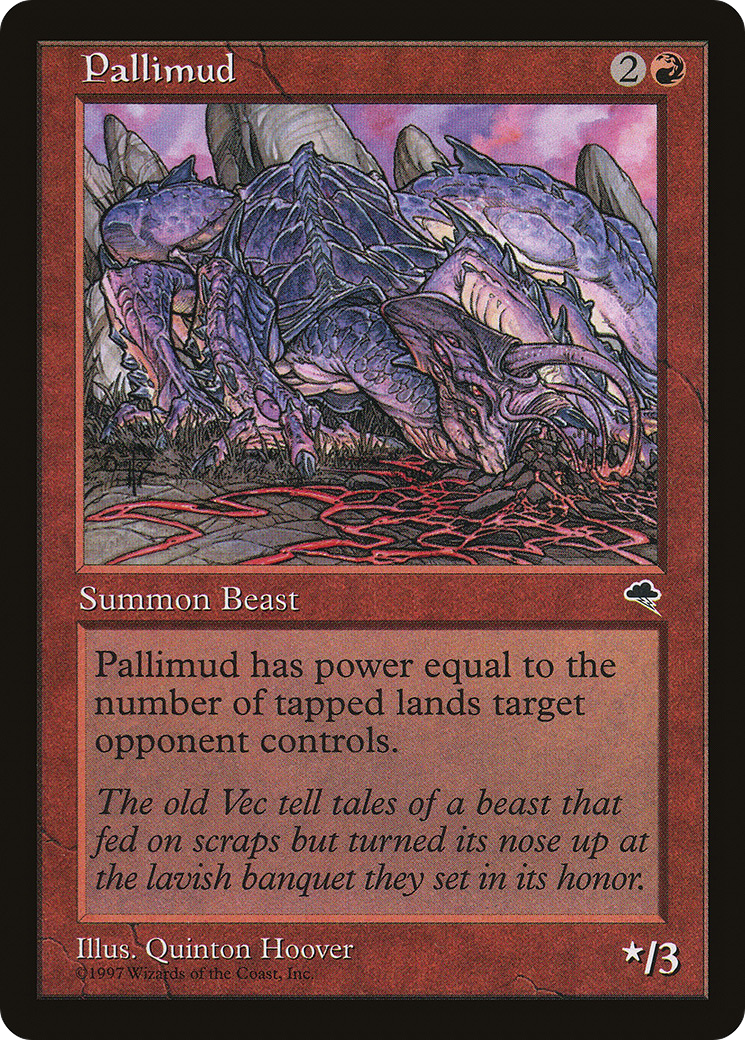 Pallimud 2
Summon Beast
Pallimud has power equal to the
number of tapped lands target
opponent controls.
The old Vec tell tales of a beast that
fed on scraps but turned its nose up at
the lavish banquet they set in its honor.
Illus. Quinton Hoover
©1997 Wizards of the Coast, Inc.
★/3